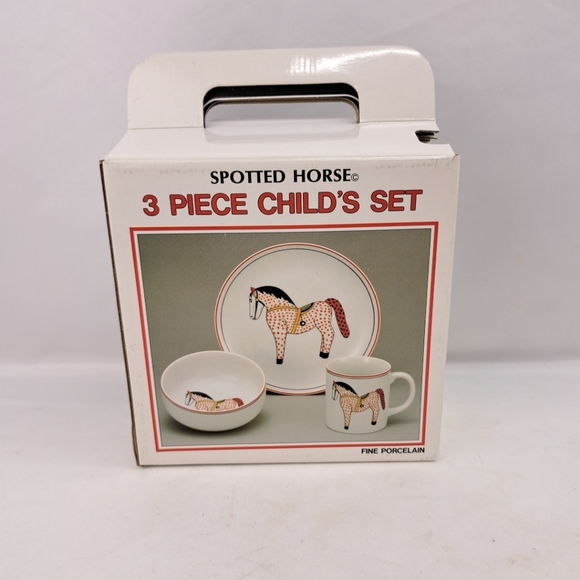 SPOTTED HORSE©
3 PIECE CHILD'S SET
FINE PORCELAIN